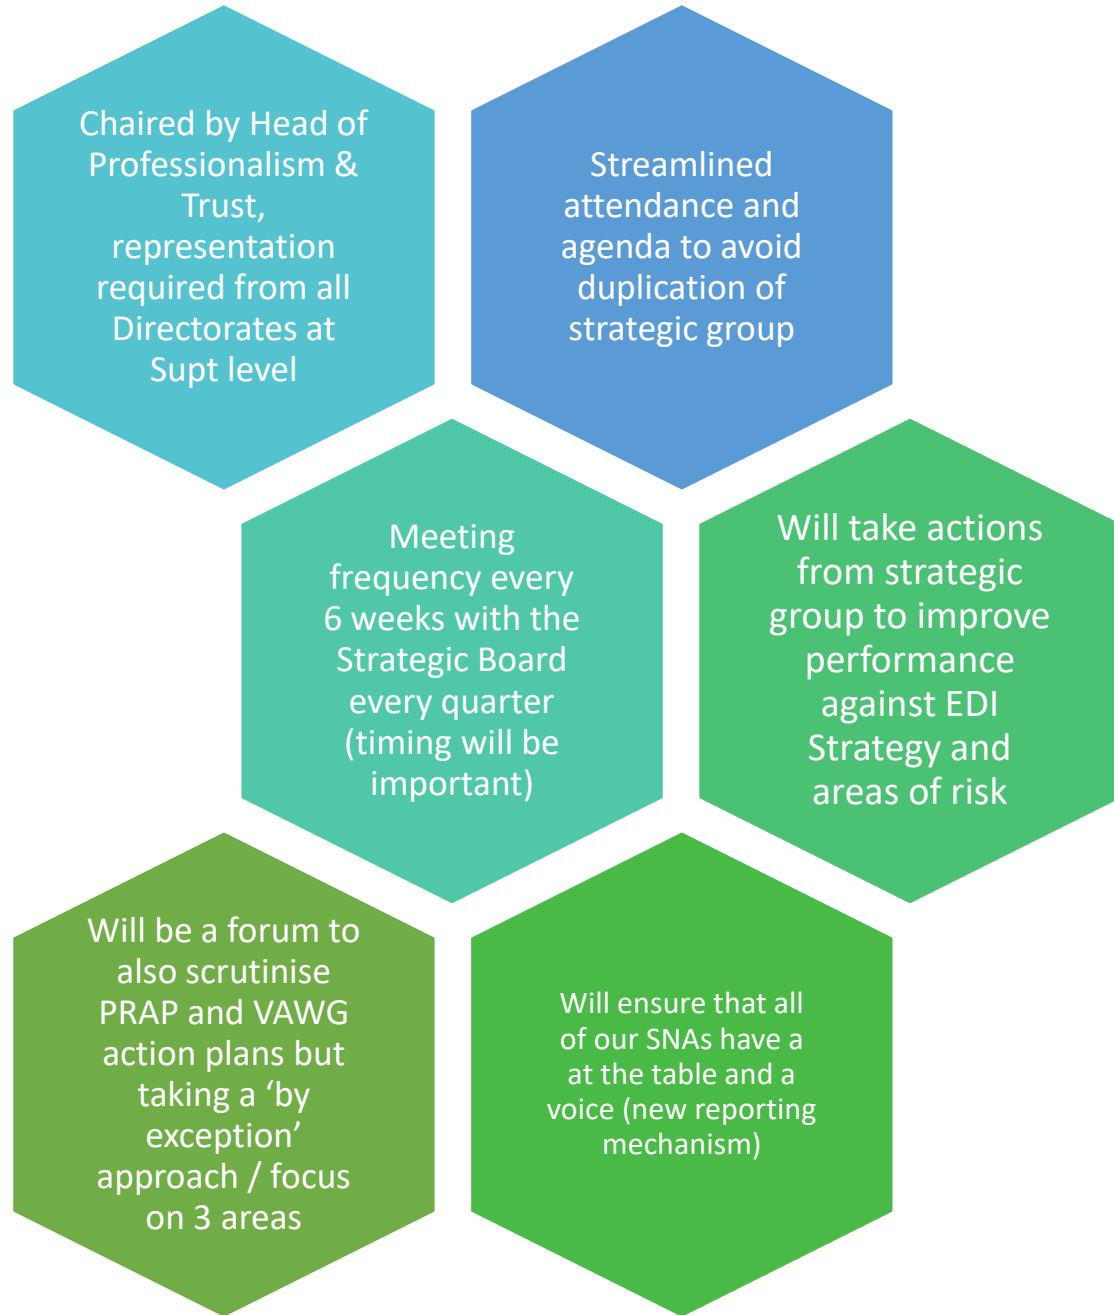 Chaired by Head of
Professionalism &
Trust,
representation
required from all
Directorates at
Supt level
Streamlined
attendance and
agenda to avoid
duplication of
strategic group
Meeting
frequency every
6 weeks with the
Strategic Board
every quarter
(timing will be
important)
Will take actions
from strategic
group to improve
performance
against EDI
Strategy and
areas of risk
Will be a forum to
also scrutinise
PRAP and VAWG
action plans but
taking a ‘by
exception’
approach / focus
on 3 areas
Will ensure that all
of our SNAs have a
at the table and a
voice (new reporting
mechanism)